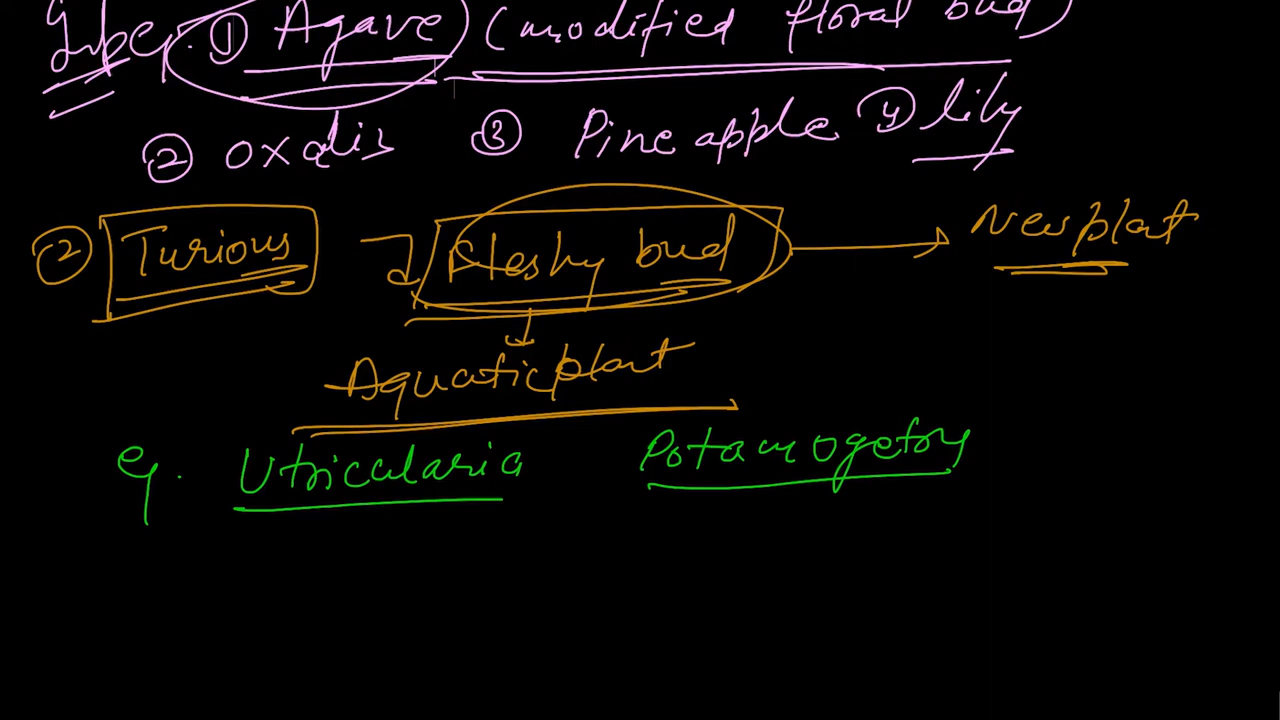 ① Agave) (modified floral bud)
② Oxalis ③ Pineapple ④ lily
② Turious ⇒ fleshy bud → New plant
Aquatic plant
eg. Utricularia Potamogeton